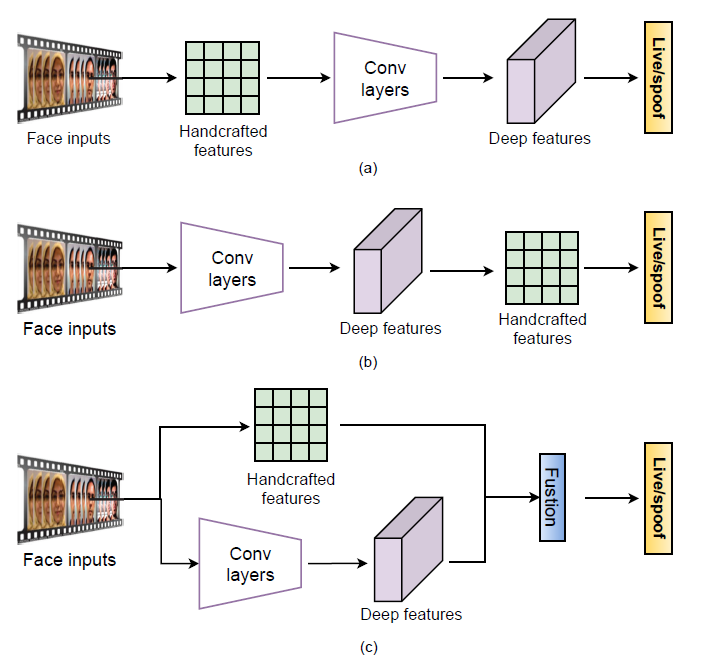 Face inputs
Handcrafted
features
Conv
layers
Deep features
Live/spoof
(a)
Face inputs
Conv
layers
Deep features
Handcrafted
features
Live/spoof
(b)
Face inputs
Handcrafted
features
Conv
layers
Deep features
Fustion
Live/spoof
(c)